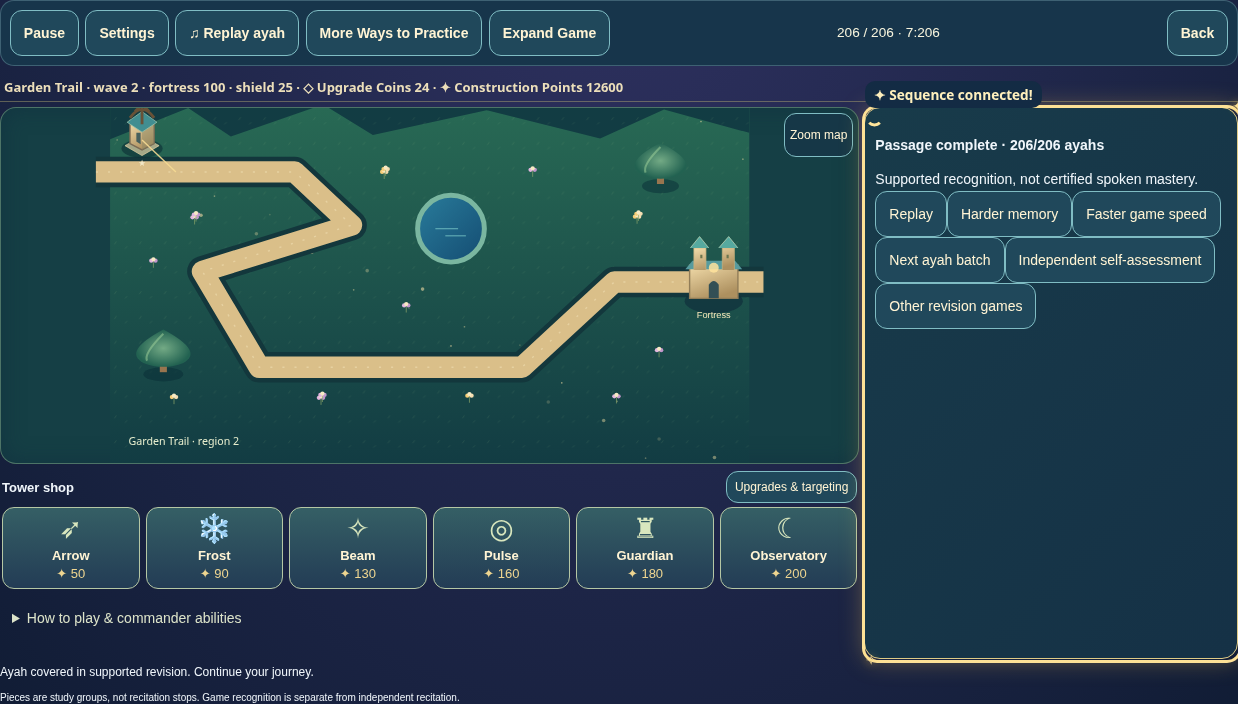 Pause
Settings
♫ Replay ayah
More Ways to Practice
Expand Game
206 / 206 · 7:206
Back
Garden Trail · wave 2 · fortress 100 · shield 25 · ◇ Upgrade Coins 24 · ✦ Construction Points 12600
✦ Sequence connected!
Zoom map
Fortress
Garden Trail · region 2
Passage complete · 206/206 ayahs
Supported recognition, not certified spoken mastery.
Replay
Harder memory
Faster game speed
Next ayah batch
Independent self-assessment
Other revision games
Tower shop
Upgrades & targeting
Arrow
✦ 50
Frost
✦ 90
Beam
✦ 130
Pulse
✦ 160
Guardian
✦ 180
Observatory
✦ 200
▶ How to play & commander abilities
Ayah covered in supported revision. Continue your journey.
Pieces are study groups, not recitation stops. Game recognition is separate from independent recitation.